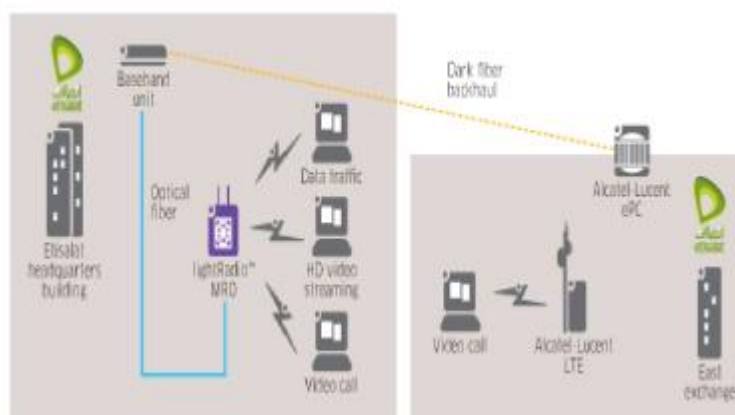 Baseband
unit
Dark fiber
backhaul
Optical
fiber
Data traffic
Alcatel-Lucent
ePC
Etisalat
headquarters
building
lightRadio™
MRO
HD video
streaming
Video call
Video call
Alcatel-Lucent
LTE
East
exchange